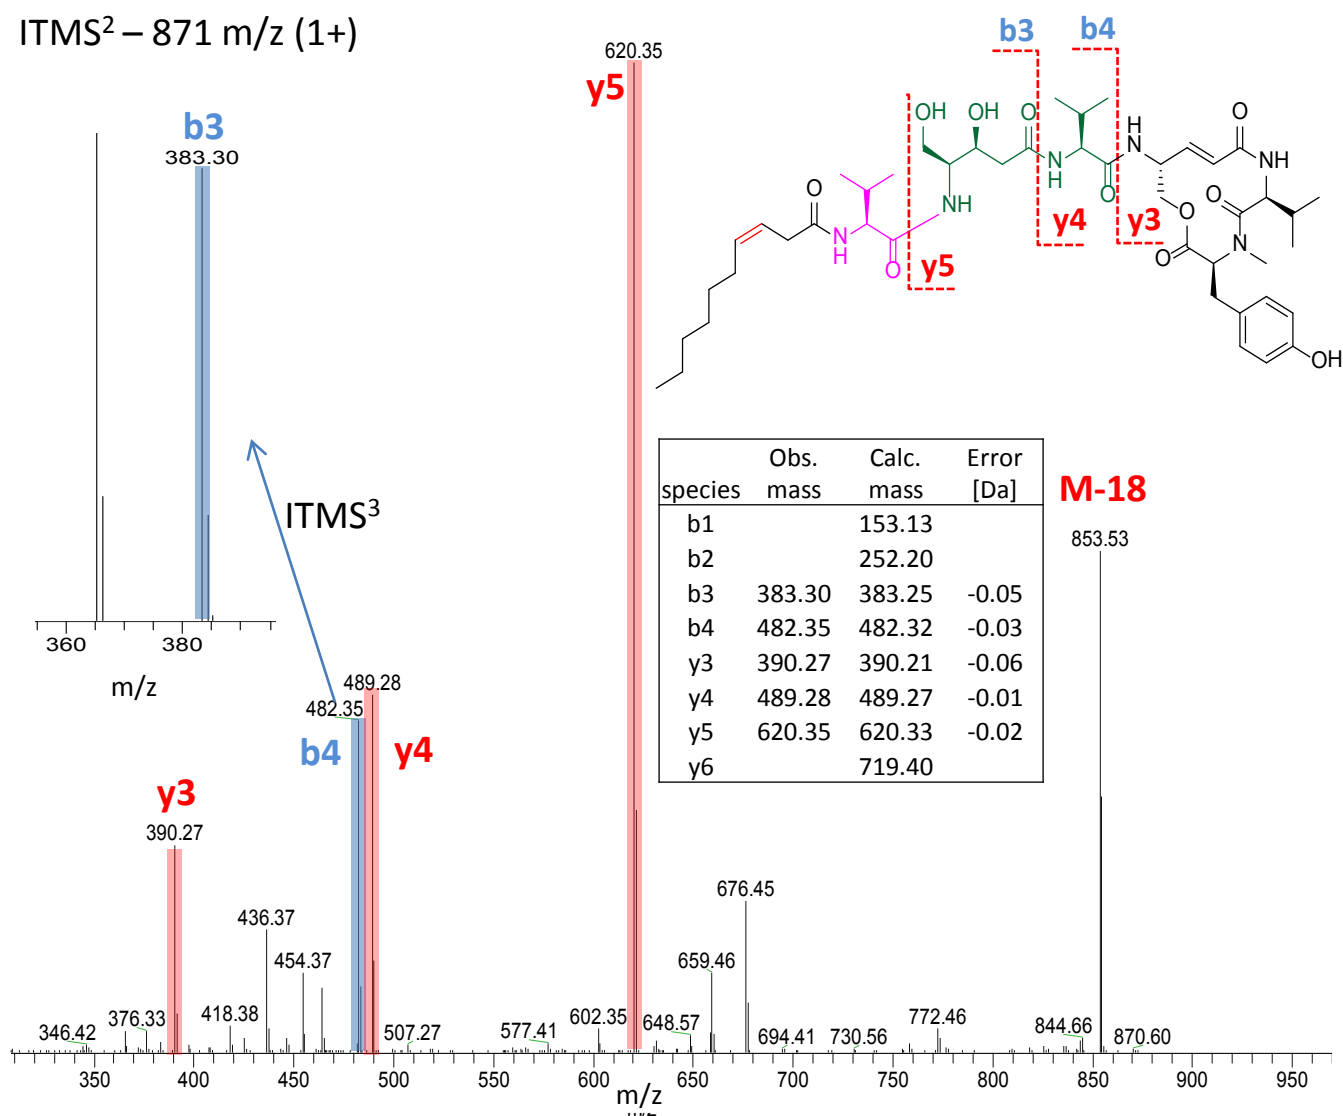 ITMS² – 871 m/z (1+)
620.35
y5
b3
383.30
360 380
m/z
ITMS³
b3 b4
OH OH O H N O
O N H O NH N H O O N H
O O N O
y5 y4 y3
OH
species Obs. mass Calc. mass Error [Da]
b1 153.13
b2 252.20
b3 383.30 383.25 -0.05
b4 482.35 482.32 -0.03
y3 390.27 390.21 -0.06
y4 489.28 489.27 -0.01
y5 620.35 620.33 -0.02
y6 719.40
M-18
853.53
489.28
482.35
b4 y4
y3
390.27
436.37
454.37
346.42 376.33 418.38 507.27 577.41 602.35 648.57 659.46 676.45 694.41 730.56 772.46 844.66 870.60
350 400 450 500 550 600 650 700 750 800 850 900 950
m/z